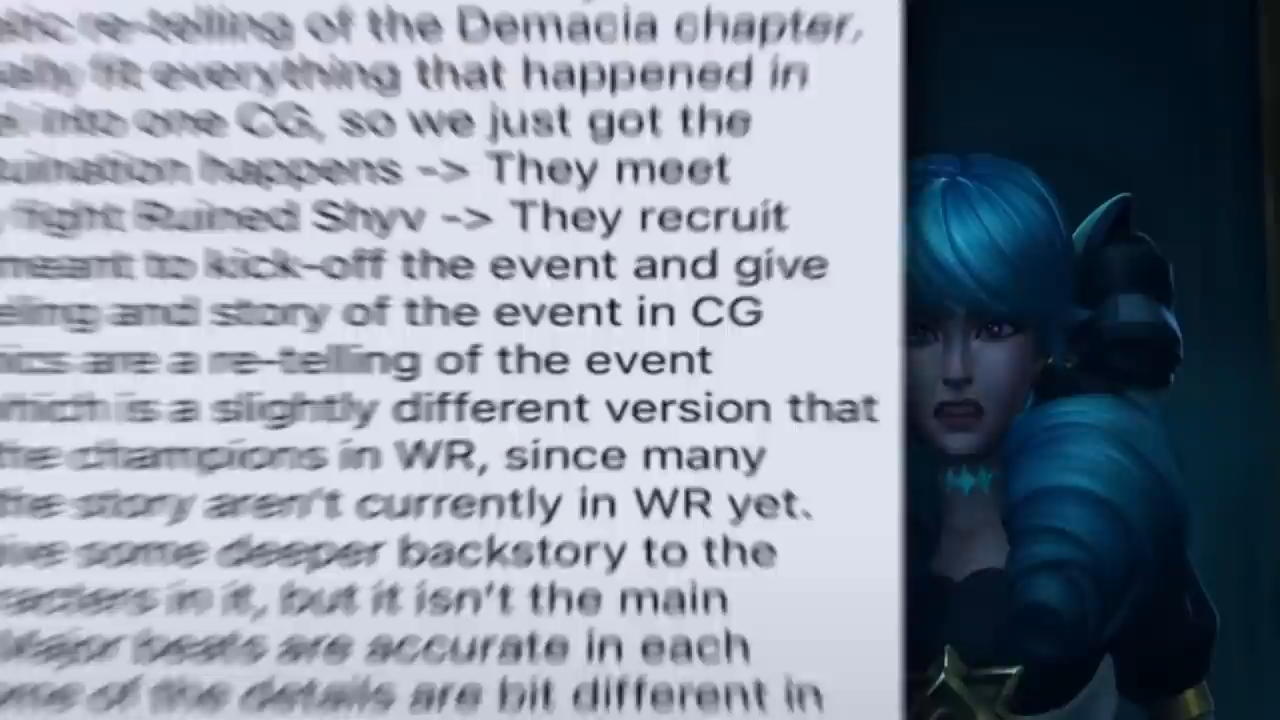 re-telling of the Demacia chapter,
fit everything that happened in
into one CG, so we just got the
happens -> They meet
fight Ruined Shyv -> They recruit
meant to kick-off the event and give
and story of the event in CG
are a re-telling of the event
which is a slightly different version that
the champions in WR, since many
the story aren't currently in WR yet.
some deeper backstory to the
in it, but it isn't the main
Major beats are accurate in each
of the details are bit different in